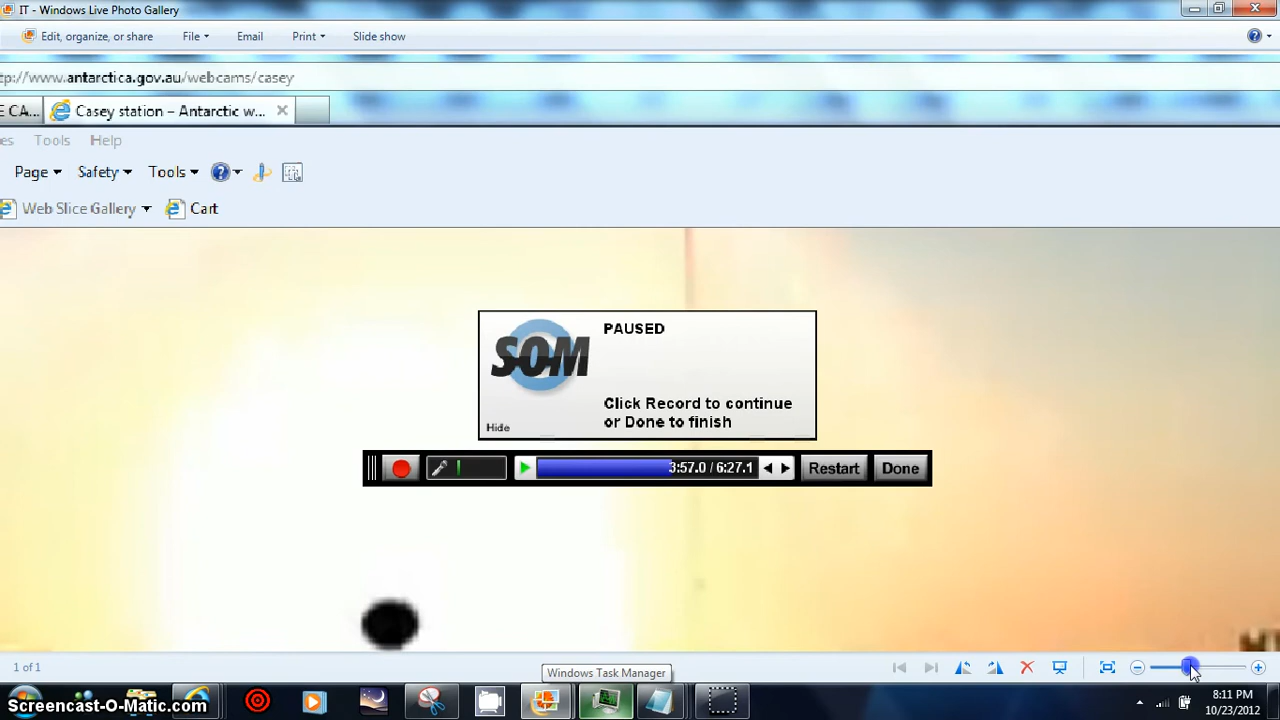 IT - Windows Live Photo Gallery
Edit, organize, or share File Email Print Slide show
tp://www.antarctica.gov.au/webcams/casey
E CA... Casey station – Antarctic w...
es Tools Help
Page Safety Tools
Web Slice Gallery Cart
SOM
PAUSED
Click Record to continue
or Done to finish
Hide
3:57.0 / 6:27.1 Restart Done
1 of 1
Windows Task Manager
Screencast-O-Matic.com
8:11 PM
10/23/2012